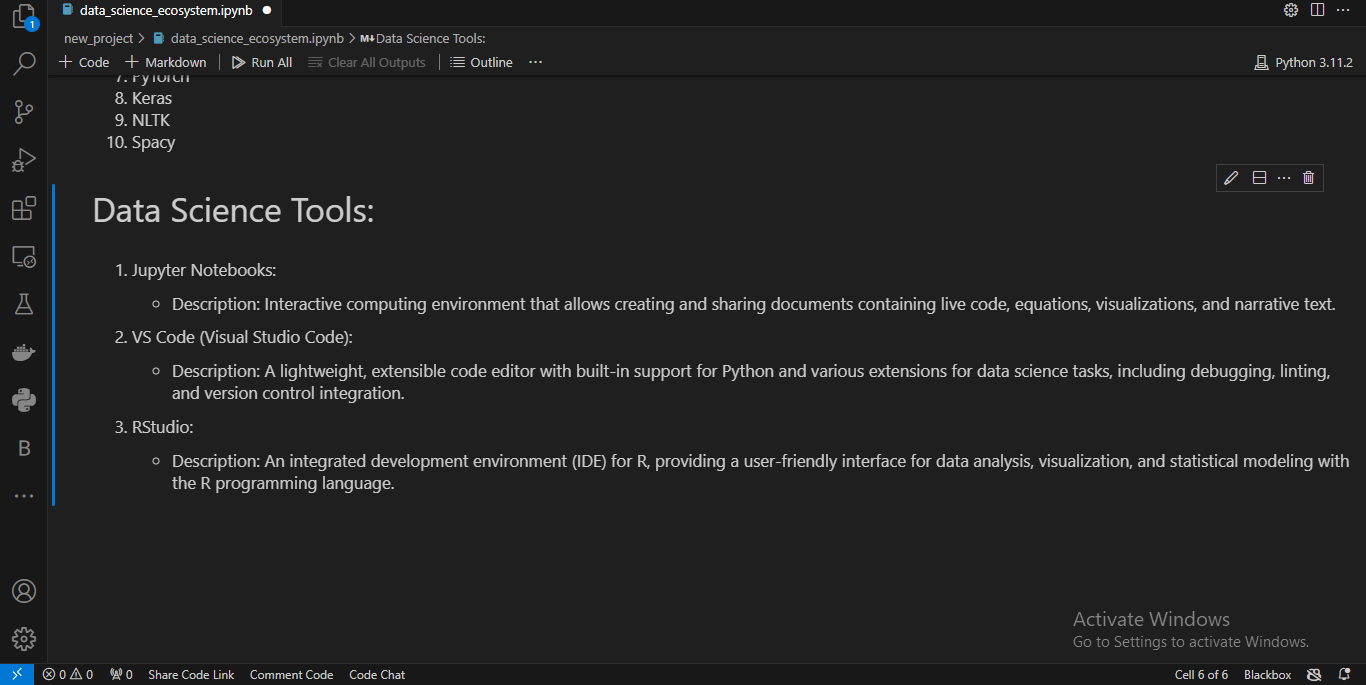 1
data_science_ecosystem.ipynb
new_project > data_science_ecosystem.ipynb > M↓Data Science Tools:
+ Code + Markdown Run All Clear All Outputs Outline ... Python 3.11.2
7. PyTorch
8. Keras
9. NLTK
10. Spacy
Data Science Tools:
1. Jupyter Notebooks:
Description: Interactive computing environment that allows creating and sharing documents containing live code, equations, visualizations, and narrative text.
2. VS Code (Visual Studio Code):
Description: A lightweight, extensible code editor with built-in support for Python and various extensions for data science tasks, including debugging, linting,
and version control integration.
3. RStudio:
Description: An integrated development environment (IDE) for R, providing a user-friendly interface for data analysis, visualization, and statistical modeling with
the R programming language.
B
Activate Windows
Go to Settings to activate Windows.
0 0 0 Share Code Link Comment Code Code Chat Cell 6 of 6 Blackbox